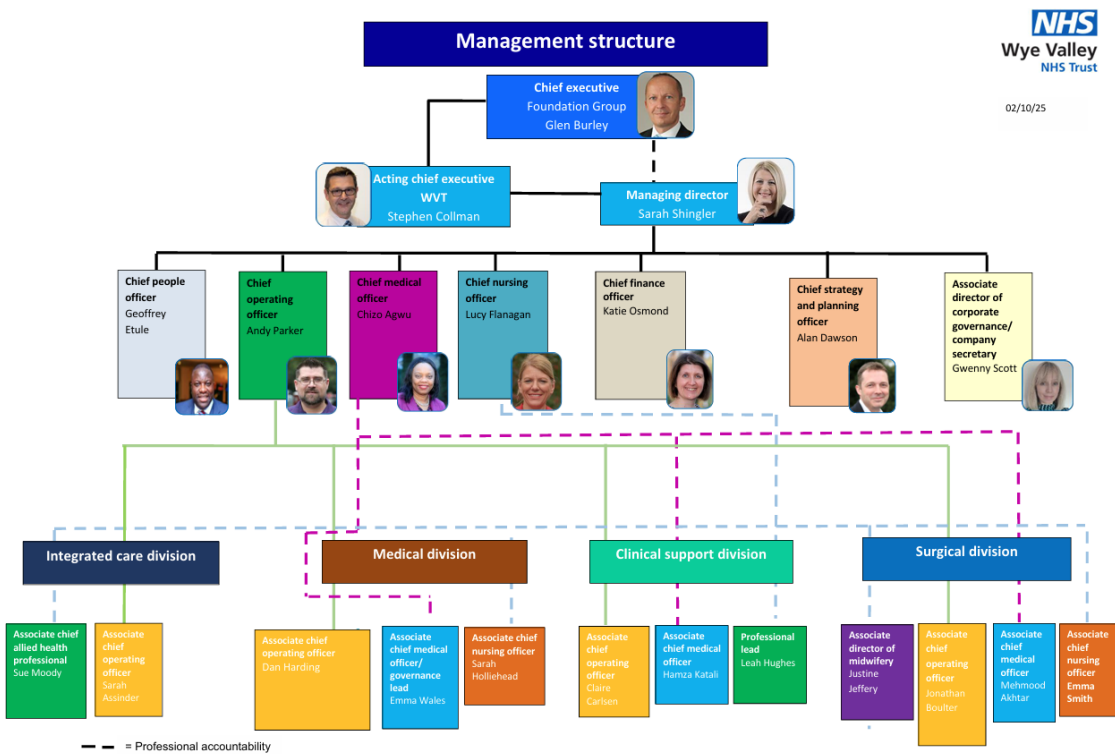 Management structure
NHS
Wye Valley
NHS Trust
02/10/25
Chief executive
Foundation Group
Glen Burley
Acting chief executive
WVT
Stephen Collman
Managing director
Sarah Shingler
Chief people
officer
Geoffrey
Etule
Chief
operating
officer
Andy Parker
Chief medical
officer
Chizo Agwu
Chief nursing
officer
Lucy Flanagan
Chief finance
officer
Katie Osmond
Chief strategy
and planning
officer
Alan Dawson
Associate
director of
corporate
governance/
company
secretary
Gwenny Scott
Integrated care division
Medical division
Clinical support division
Surgical division
Associate chief
allied health
professional
Sue Moody
Associate
chief
operating
officer
Sarah
Assinder
Associate chief
operating officer
Dan Harding
Associate
chief medical
officer/
governance
lead
Emma Wales
Associate chief
nursing officer
Sarah
Holliehead
Associate
chief
operating
officer
Claire
Carlsen
Associate
chief medical
officer
Hamza Katali
Professional
lead
Leah Hughes
Associate
director of
midwifery
Justine
Jeffery
Associate
chief
operating
officer
Jonathan
Boulter
Associate
chief
medical
officer
Mehmood
Akhtar
Associate
chief
nursing
officer
Emma
Smith
= Professional accountability